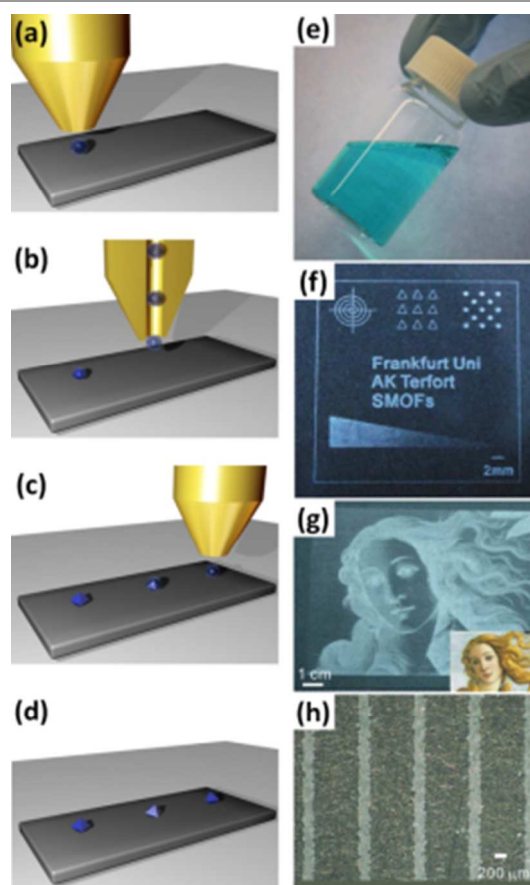 (a)
(b)
(c)
(d)
(e)
(f)
Frankfurt Uni
AK Terfort
SMOFs
2mm
(g)
1 cm
(h)
200 µm